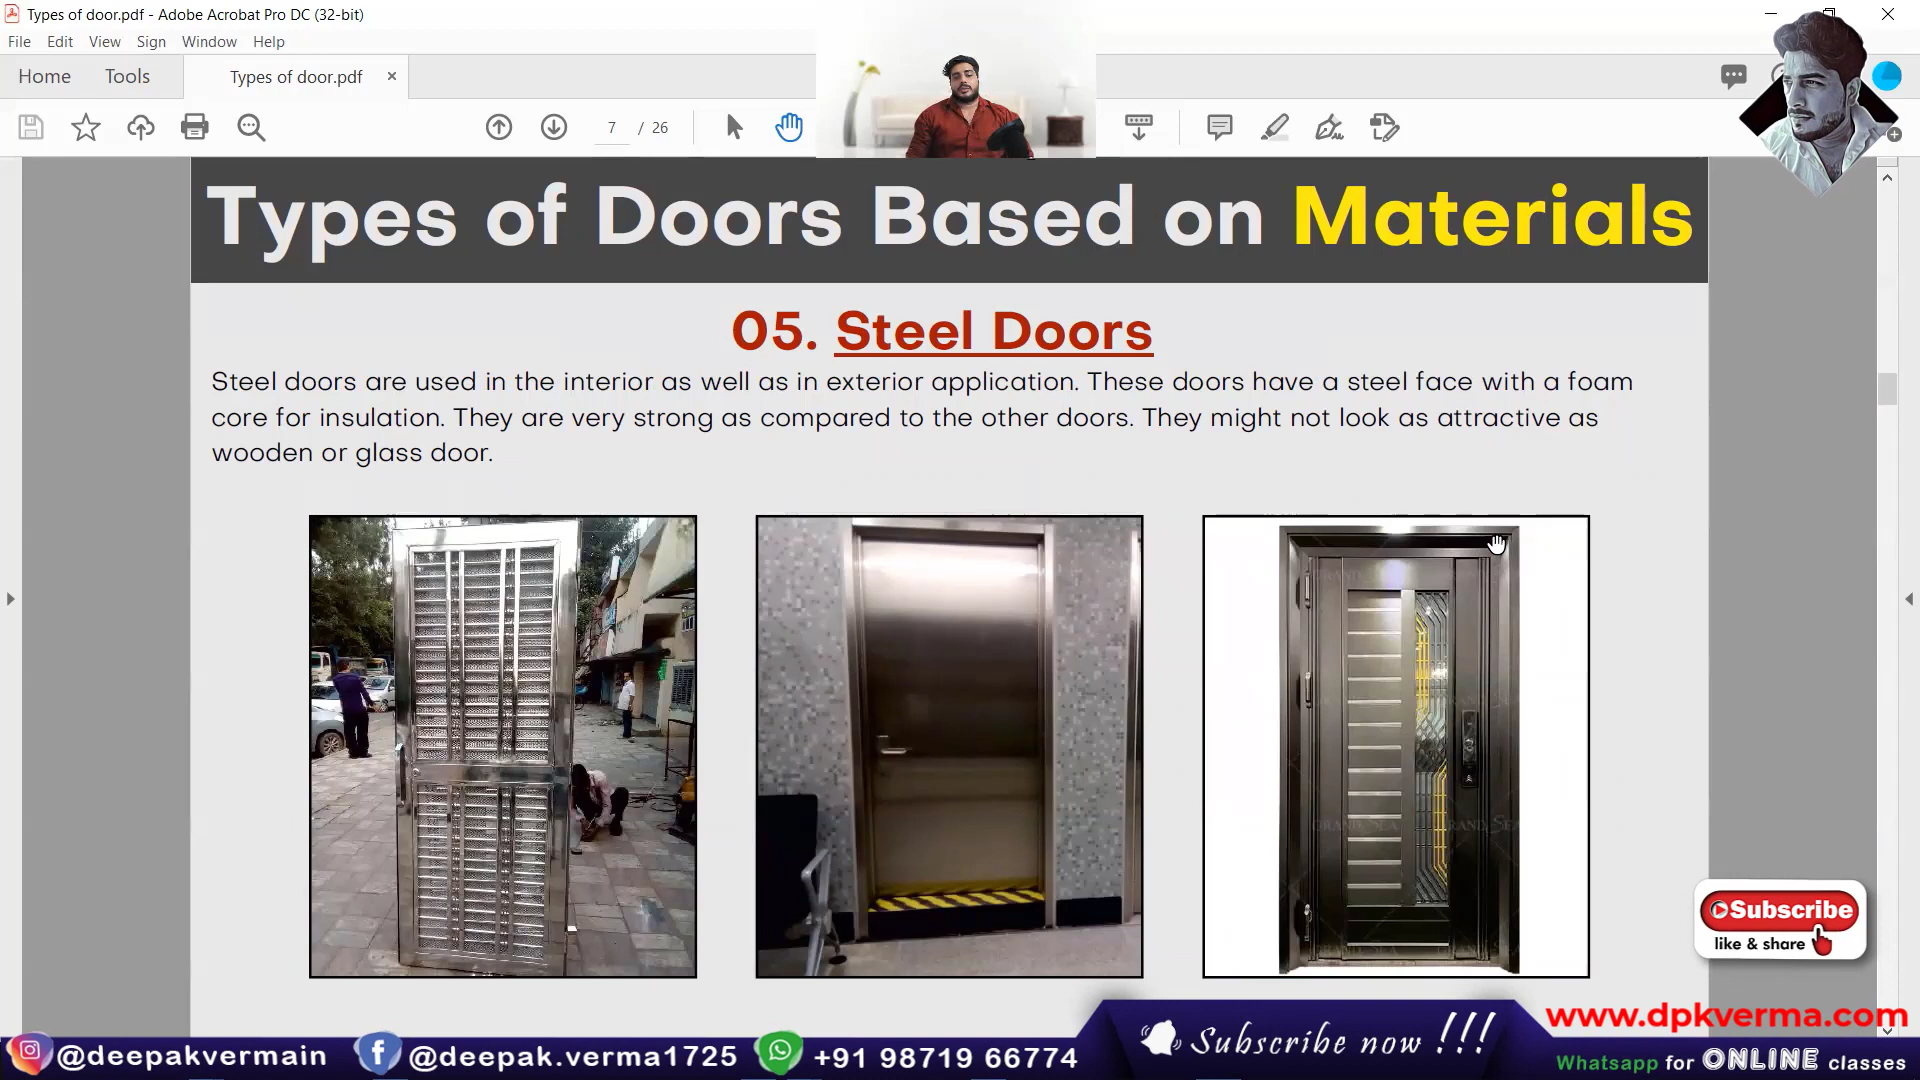 Types of door.pdf - Adobe Acrobat Pro DC (32-bit)
File Edit View Sign Window Help
Home Tools Types of door.pdf ×
7 / 26
Types of Doors Based on Materials
05. Steel Doors
Steel doors are used in the interior as well as in exterior application. These doors have a steel face with a foam
core for insulation. They are very strong as compared to the other doors. They might not look as attractive as
wooden or glass door.
GRAND SEA
Subscribe
like & share
www.dpkverma.com
@deepakvermain @deepak.verma1725 +91 98719 66774 Subscribe now !!!
Whatsapp for ONLINE classes